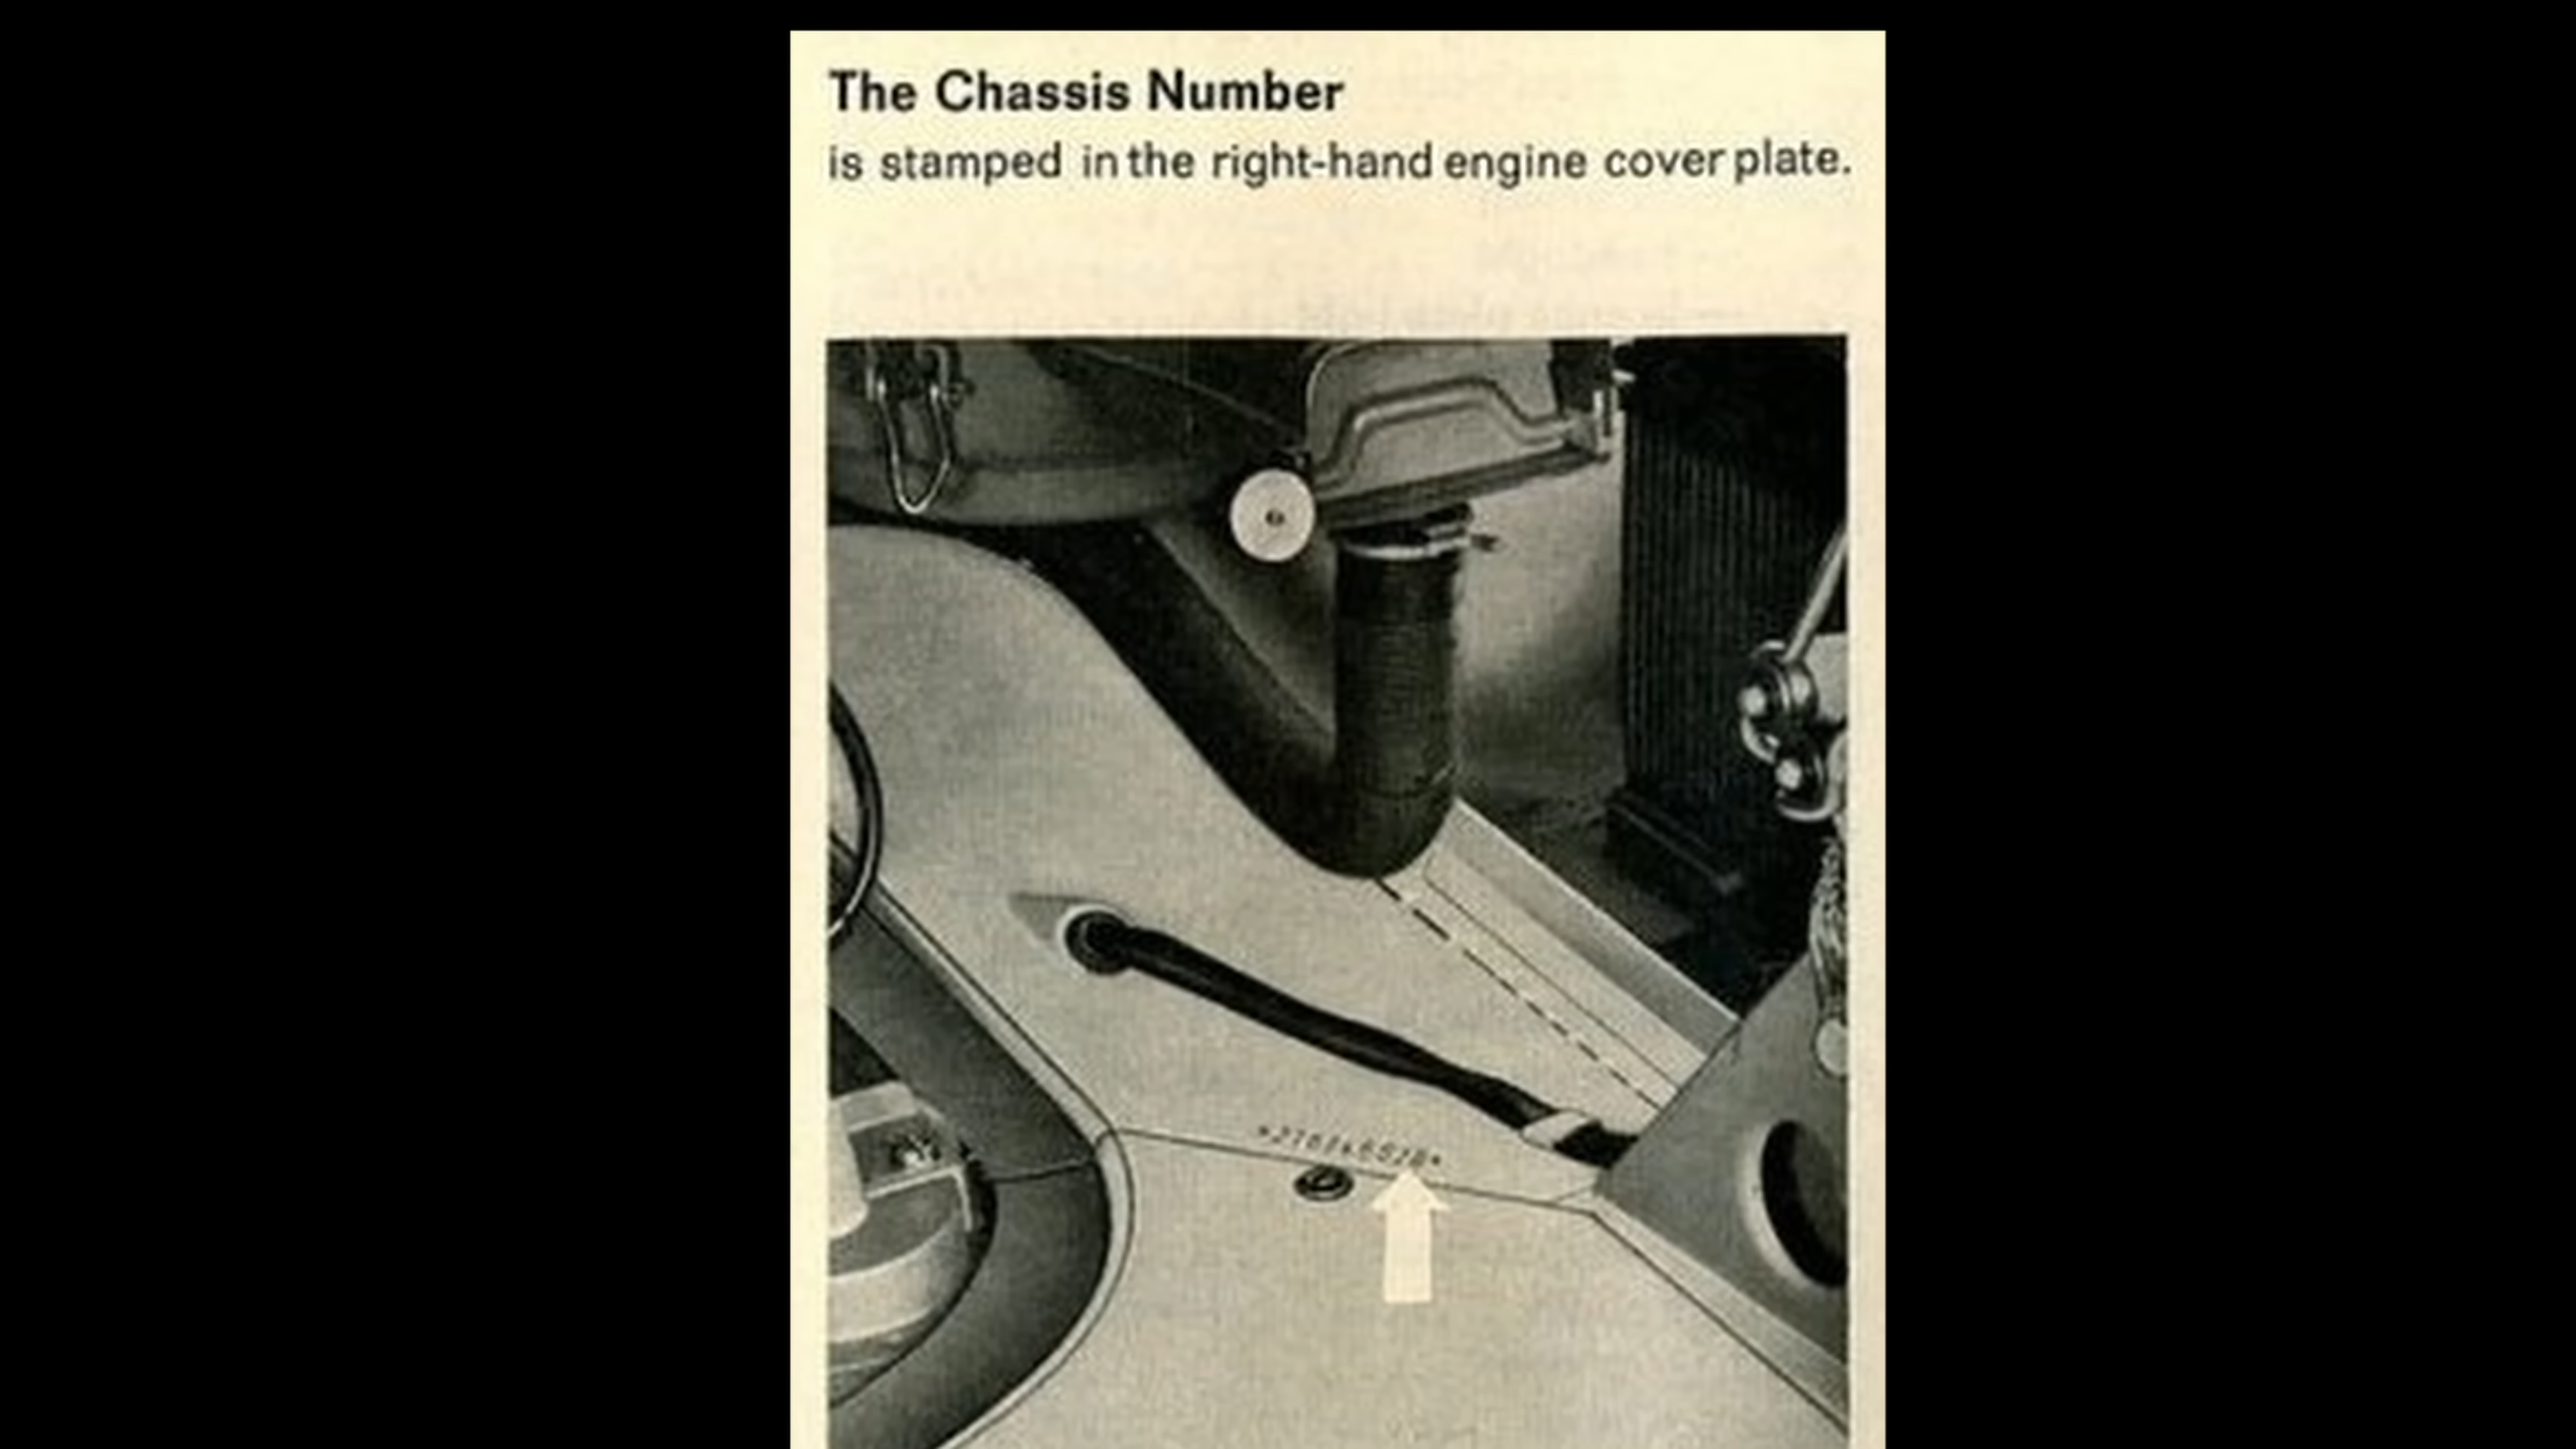 The Chassis Number
is stamped in the right-hand engine cover plate.